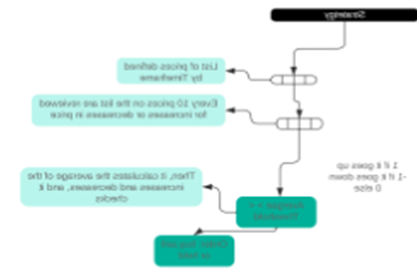 Strategy
List of prices defined
by Timeframe
Every 10 prices on the list are reviewed
for increases or decreases in price
1 if it goes up
-1 if it goes down
0 else
Then, it calculates the average of the
increases and decreases, and it
checks
Threshold
or